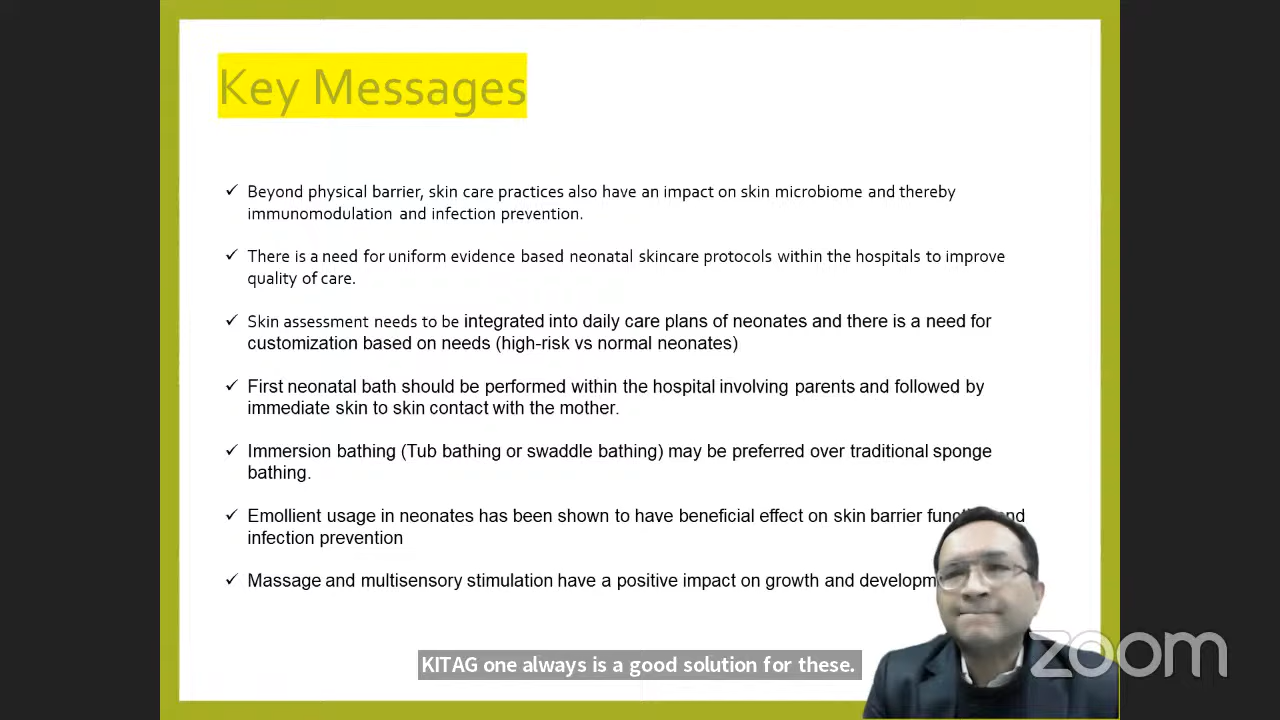 Key Messages
✓ Beyond physical barrier, skin care practices also have an impact on skin microbiome and thereby
immunomodulation and infection prevention.
✓ There is a need for uniform evidence based neonatal skincare protocols within the hospitals to improve
quality of care.
✓ Skin assessment needs to be integrated into daily care plans of neonates and there is a need for
customization based on needs (high-risk vs normal neonates)
✓ First neonatal bath should be performed within the hospital involving parents and followed by
immediate skin to skin contact with the mother.
✓ Immersion bathing (Tub bathing or swaddle bathing) may be preferred over traditional sponge
bathing.
✓ Emollient usage in neonates has been shown to have beneficial effect on skin barrier
infection prevention
✓ Massage and multisensory stimulation have a positive impact on growth and
zoom
KITAG one always is a good solution for these.